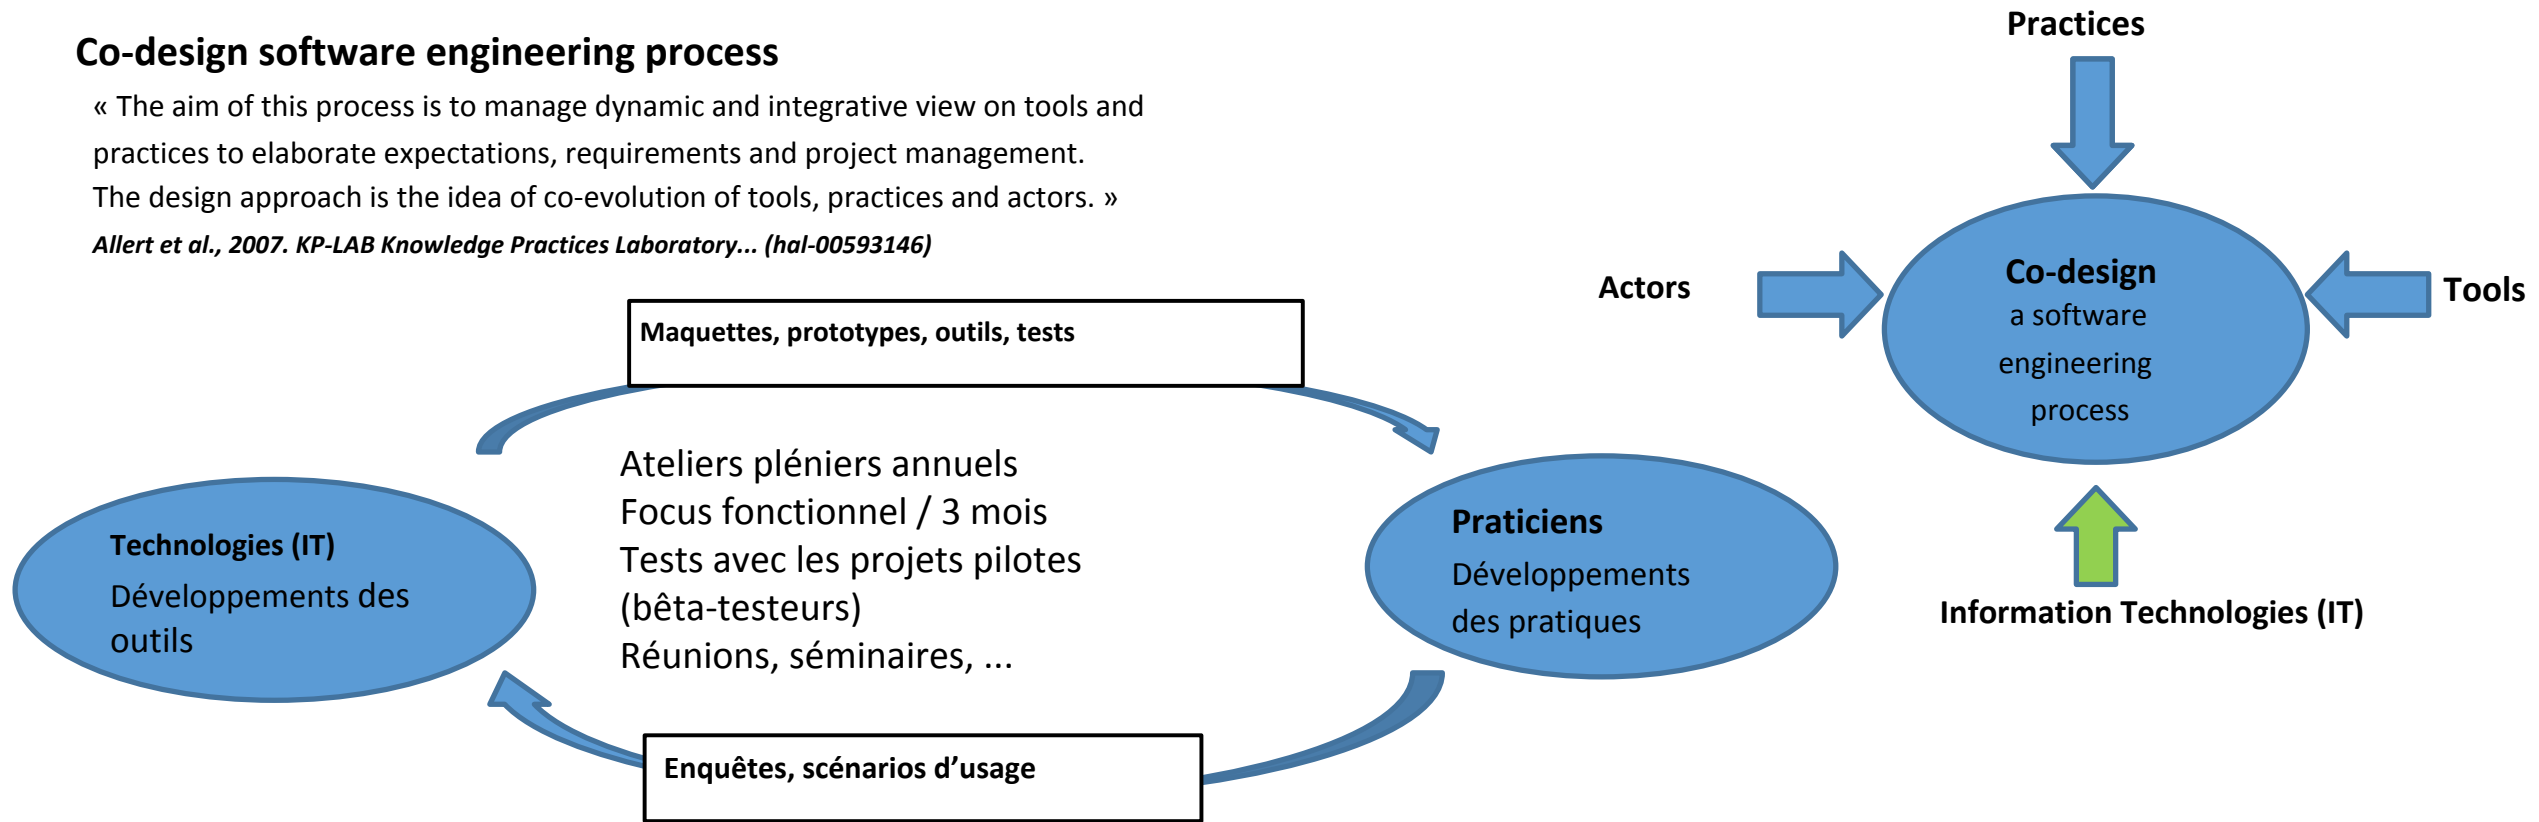 Co-design software engineering process
« The aim of this process is to manage dynamic and integrative view on tools and
practices to elaborate expectations, requirements and project management.
The design approach is the idea of co-evolution of tools, practices and actors. »
Allert et al., 2007. KP-LAB Knowledge Practices Laboratory... (hal-00593146)
Maquettes, prototypes, outils, tests
Technologies (IT)
Développements des
outils
Ateliers pléniers annuels
Focus fonctionnel / 3 mois
Tests avec les projets pilotes
(bêta-testeurs)
Réunions, séminaires, ...
Praticiens
Développements
des pratiques
Enquêtes, scénarios d’usage
Practices
Actors
Co-design
a software
engineering
process
Tools
Information Technologies (IT)